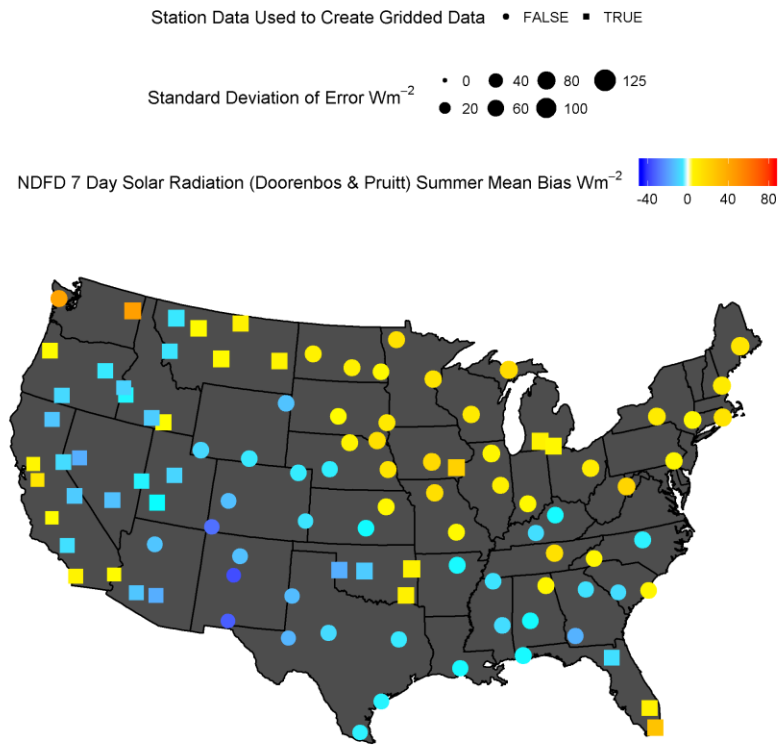 Station Data Used to Create Gridded Data FALSE TRUE
Standard Deviation of Error Wm⁻² 0 40 80 125
20 60 100
NDFD 7 Day Solar Radiation (Doorenbos & Pruitt) Summer Mean Bias Wm⁻²
-40 0 40 80